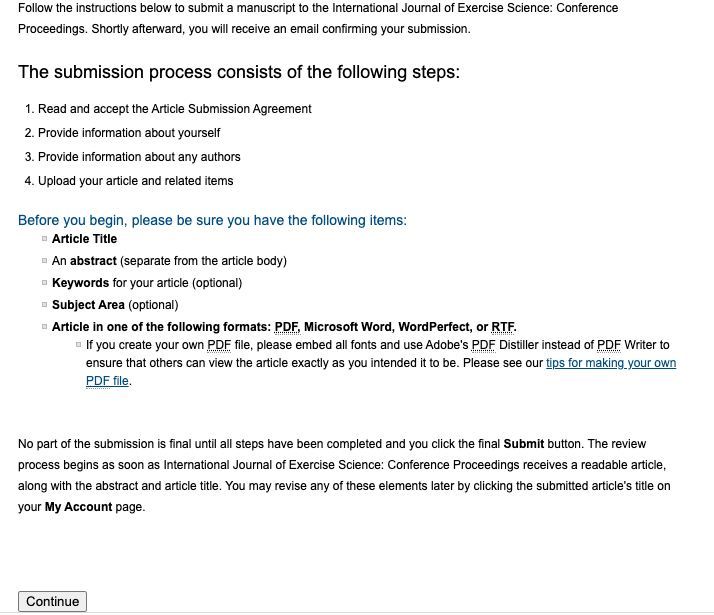 Follow the instructions below to submit a manuscript to the International Journal of Exercise Science: Conference
Proceedings. Shortly afterward, you will receive an email confirming your submission.
The submission process consists of the following steps:
1. Read and accept the Article Submission Agreement
2. Provide information about yourself
3. Provide information about any authors
4. Upload your article and related items
Before you begin, please be sure you have the following items:
Article Title
An abstract (separate from the article body)
Keywords for your article (optional)
Subject Area (optional)
Article in one of the following formats: PDF, Microsoft Word, WordPerfect, or RTF.
If you create your own PDF file, please embed all fonts and use Adobe's PDF Distiller instead of PDF Writer to
ensure that others can view the article exactly as you intended it to be. Please see our tips for making your own
PDF file.
No part of the submission is final until all steps have been completed and you click the final Submit button. The review
process begins as soon as International Journal of Exercise Science: Conference Proceedings receives a readable article,
along with the abstract and article title. You may revise any of these elements later by clicking the submitted article's title on
your My Account page.
Continue